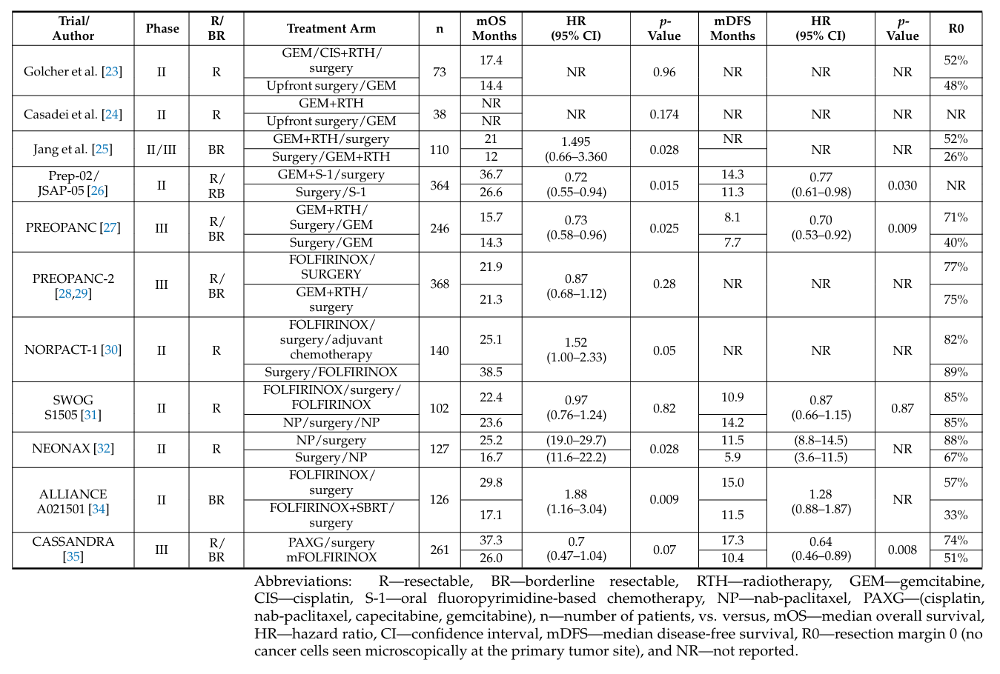 Trial/
Author
Phase
R/
BR
Treatment Arm
n
mOS
Months
HR
(95% CI)
p-
Value
mDFS
Months
HR
(95% CI)
p-
Value
R0
Golcher et al. [23]
II
R
GEM/CIS+RTH/
surgery
73
17.4
NR
0.96
NR
NR
NR
52%
Upfront surgery/GEM
14.4
48%
Casadei et al. [24]
II
R
GEM+RTH
38
NR
NR
0.174
NR
NR
NR
NR
Upfront surgery/GEM
NR
Jang et al. [25]
II/III
BR
GEM+RTH/surgery
110
21
1.495
(0.66–3.360
0.028
NR
NR
NR
52%
Surgery/GEM+RTH
12
26%
Prep-02/
JSAP-05 [26]
II
R/
RB
GEM+S-1/surgery
364
36.7
0.72
(0.55–0.94)
0.015
14.3
0.77
(0.61–0.98)
0.030
NR
Surgery/S-1
26.6
11.3
PREOPANC [27]
III
R/
BR
GEM+RTH/
Surgery/GEM
246
15.7
0.73
(0.58–0.96)
0.025
8.1
0.70
(0.53–0.92)
0.009
71%
Surgery/GEM
14.3
7.7
40%
PREOPANC-2
[28,29]
III
R/
BR
FOLFIRINOX/
SURGERY
368
21.9
0.87
(0.68–1.12)
0.28
NR
NR
NR
77%
GEM+RTH/
surgery
21.3
75%
NORPACT-1 [30]
II
R
FOLFIRINOX/
surgery/adjuvant
chemotherapy
140
25.1
1.52
(1.00–2.33)
0.05
NR
NR
NR
82%
Surgery/FOLFIRINOX
38.5
89%
SWOG
S1505 [31]
II
R
FOLFIRINOX/surgery/
FOLFIRINOX
102
22.4
0.97
(0.76–1.24)
0.82
10.9
0.87
(0.66–1.15)
0.87
85%
NP/surgery/NP
23.6
14.2
85%
NEONAX [32]
II
R
NP/surgery
127
25.2
(19.0–29.7)
0.028
11.5
(8.8–14.5)
NR
88%
Surgery/NP
16.7
(11.6–22.2)
5.9
(3.6–11.5)
67%
ALLIANCE
A021501 [34]
II
BR
FOLFIRINOX/
surgery
126
29.8
1.88
(1.16–3.04)
0.009
15.0
1.28
(0.88–1.87)
NR
57%
FOLFIRINOX+SBRT/
surgery
17.1
11.5
33%
CASSANDRA
[35]
III
R/
BR
PAXG/surgery
mFOLFIRINOX
261
37.3
0.7
(0.47–1.04)
0.07
17.3
0.64
(0.46–0.89)
0.008
74%
26.0
10.4
51%
Abbreviations: R—resectable, BR—borderline resectable, RTH—radiotherapy, GEM—gemcitabine,
CIS—cisplatin, S-1—oral fluoropyrimidine-based chemotherapy, NP—nab-paclitaxel, PAXG—(cisplatin,
nab-paclitaxel, capecitabine, gemcitabine), n—number of patients, vs. versus, mOS—median overall survival,
HR—hazard ratio, CI—confidence interval, mDFS—median disease-free survival, R0—resection margin 0 (no
cancer cells seen microscopically at the primary tumor site), and NR—not reported.